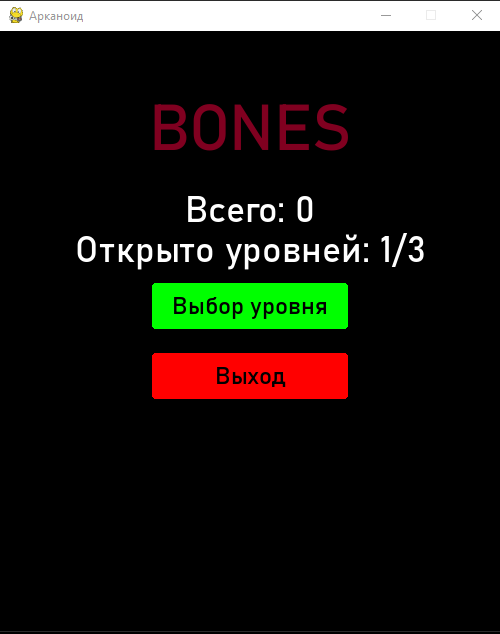 Арканоид
BONES
Всего: 0
Открыто уровней: 1/3
Выбор уровня
Выход